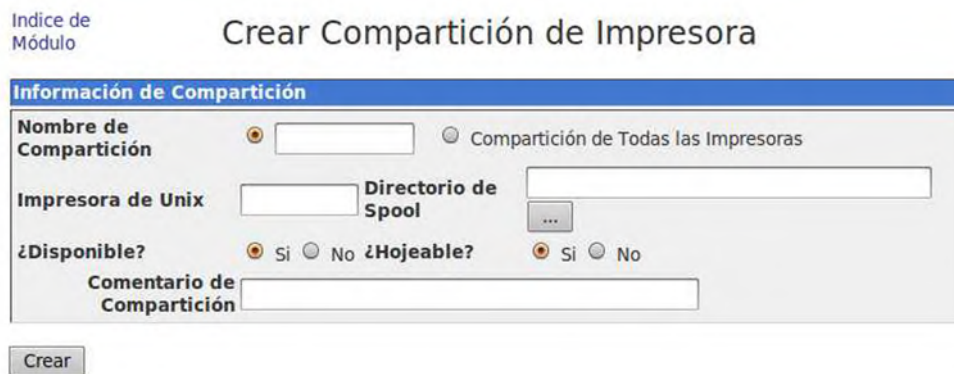 Indice de
Módulo
Crear Compartición de Impresora
Información de Compartición
Nombre de
Compartición
Compartición de Todas las Impresoras
Impresora de Unix
Directorio de
Spool
...
¿Disponible? Si No ¿Hojeable? Si No
Comentario de
Compartición
Crear